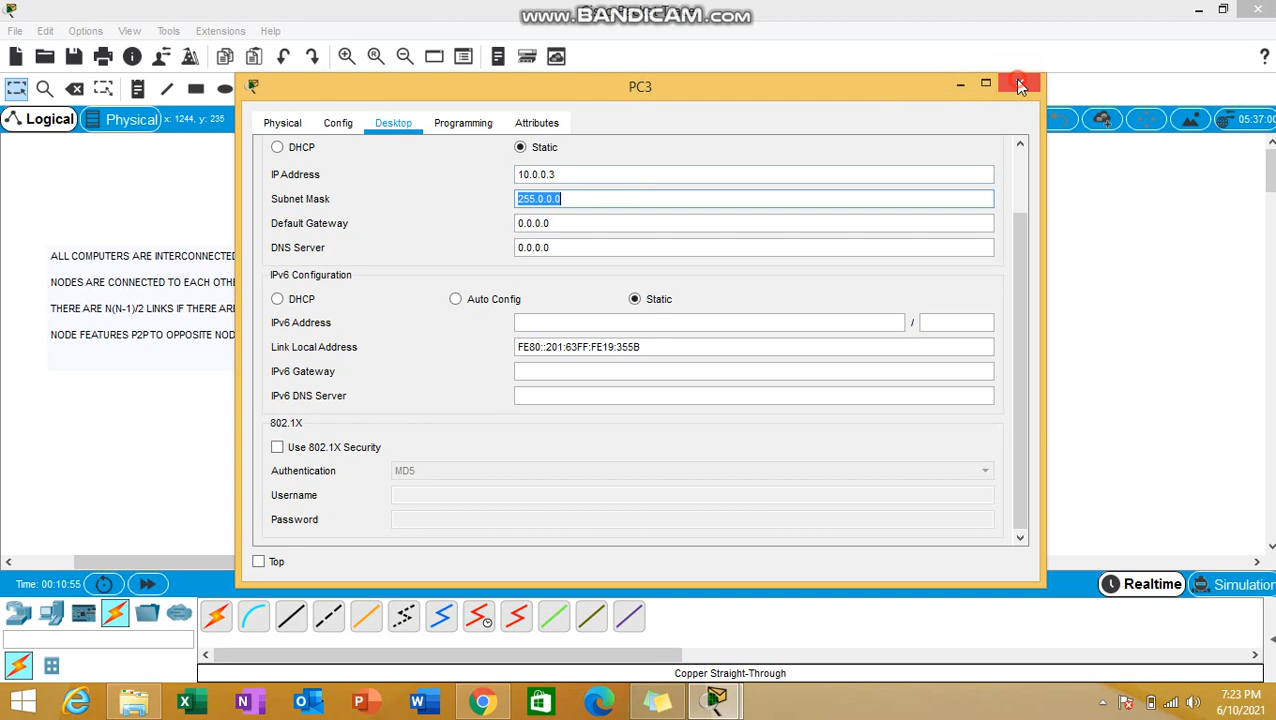 www.BANDICAM.com
File Edit Options View Tools Extensions Help
?
Logical Physical x: 1244, y: 235 05:37:00
PC3
Physical Config Desktop Programming Attributes
DHCP Static
IP Address 10.0.0.3
Subnet Mask 255.0.0.0
Default Gateway 0.0.0.0
DNS Server 0.0.0.0
IPv6 Configuration
DHCP Auto Config Static
IPv6 Address /
Link Local Address FE80::201:63FF:FE19:355B
IPv6 Gateway
IPv6 DNS Server
802.1X
Use 802.1X Security
Authentication MD5
Username
Password
Top
ALL COMPUTERS ARE INTERCONNECTED
NODES ARE CONNECTED TO EACH OTHE
THERE ARE N(N-1)/2 LINKS IF THERE ARE
NODE FEATURES P2P TO OPPOSITE NOD
Time: 00:10:55 Realtime Simulation
Copper Straight-Through
7:23 PM
6/10/2021